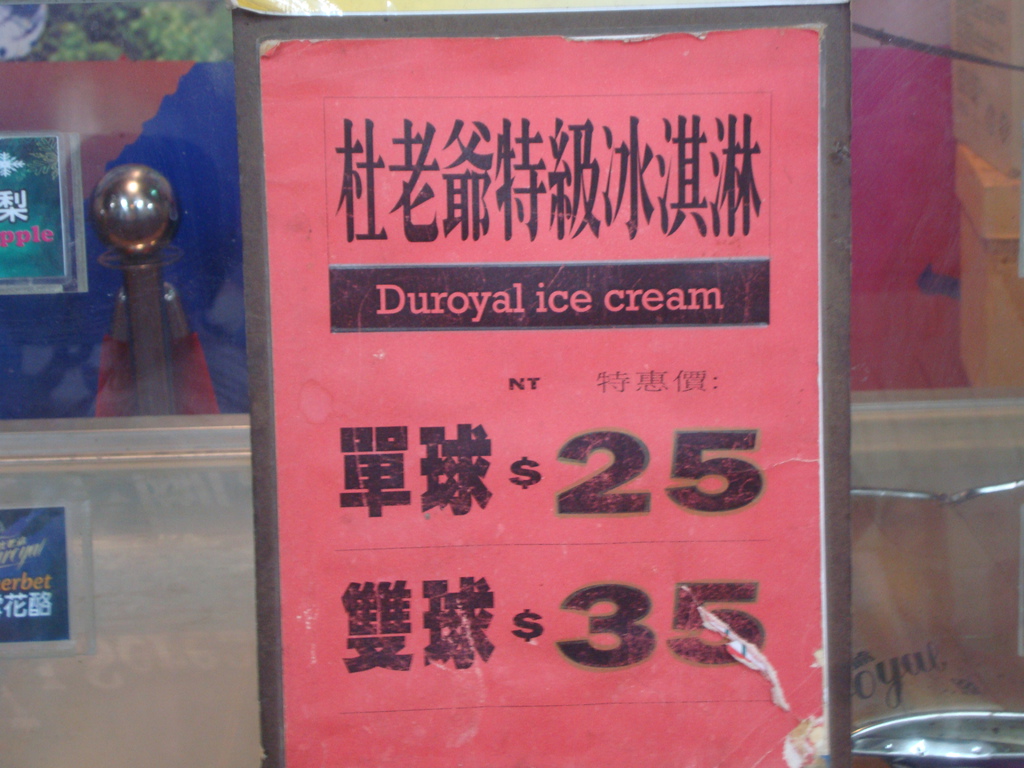 杜老爺特級冰淇淋
Duroyal ice cream
NT 特惠價:
單球 $ 25
雙球 $ 35
梨
pple
erbet
花酪
oyal